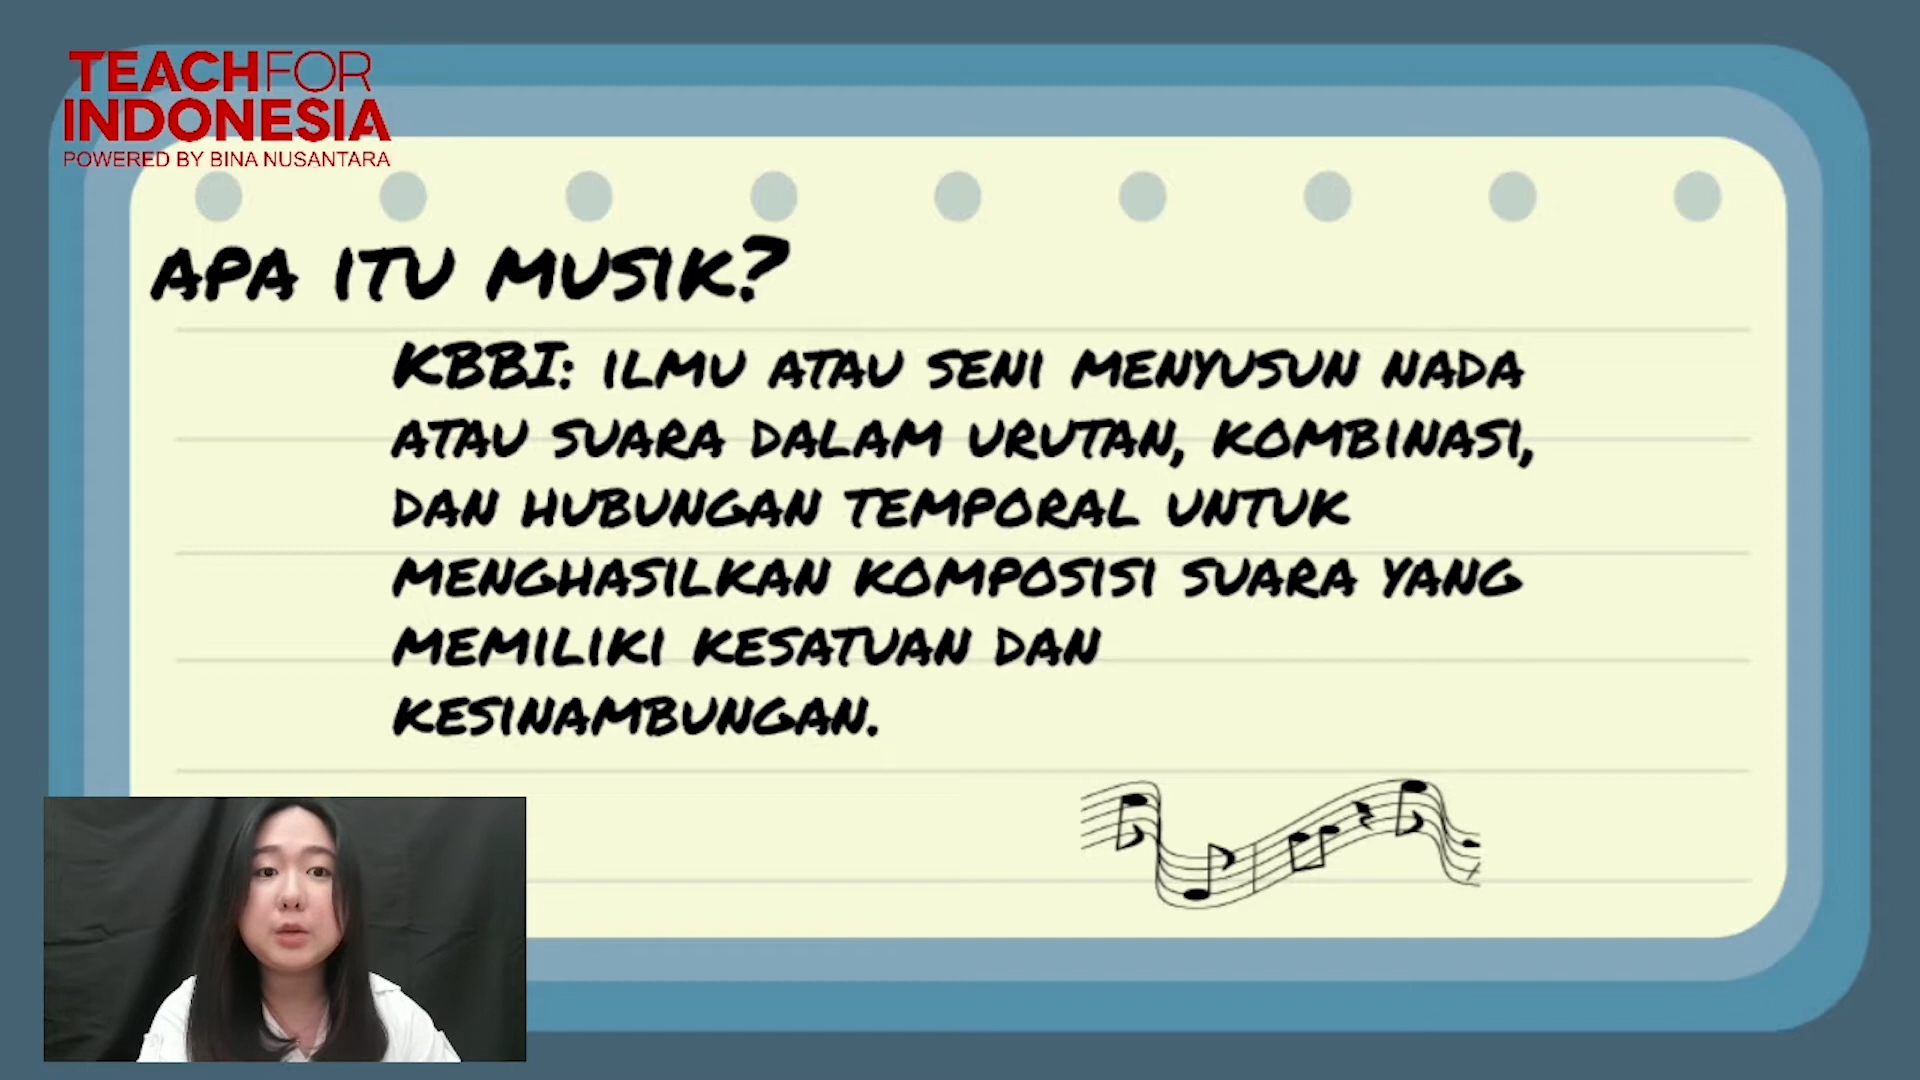 TEACHFOR
INDONESIA
POWERED BY BINA NUSANTARA
APA ITU MUSIK?
KBBI: ILMU ATAU SENI MENYUSUN NADA
ATAU SUARA DALAM URUTAN, KOMBINASI,
DAN HUBUNGAN TEMPORAL UNTUK
MENGHASILKAN KOMPOSISI SUARA YANG
MEMILIKI KESATUAN DAN
KESINAMBUNGAN.